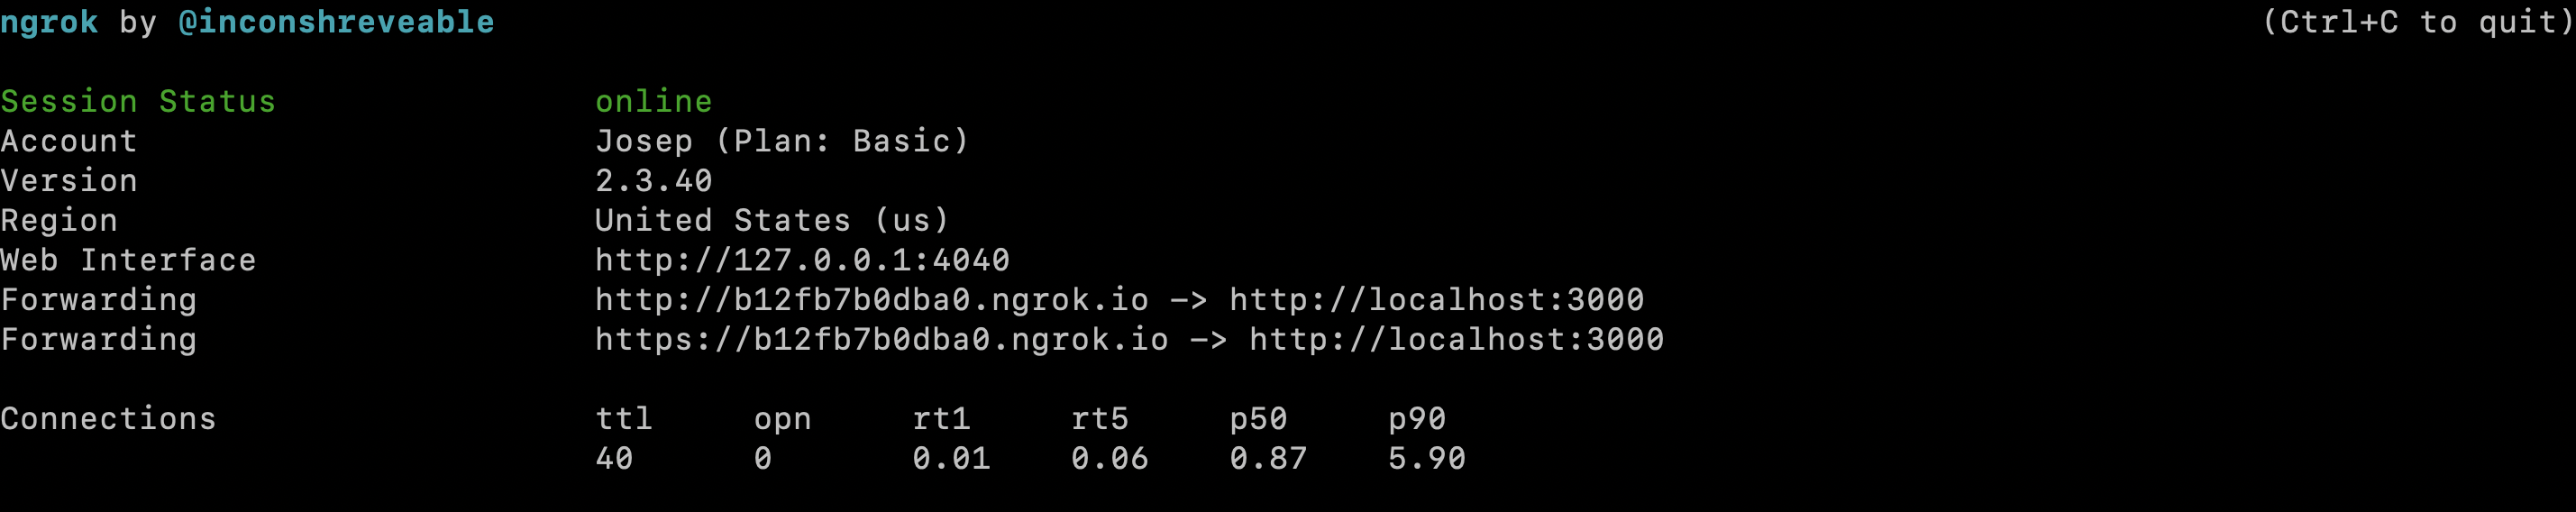 ngrok by @inconshreveable (Ctrl+C to quit)
Session Status online
Account Josep (Plan: Basic)
Version 2.3.40
Region United States (us)
Web Interface http://127.0.0.1:4040
Forwarding http://b12fb7b0dba0.ngrok.io -> http://localhost:3000
Forwarding https://b12fb7b0dba0.ngrok.io -> http://localhost:3000
Connections ttl opn rt1 rt5 p50 p90
40 0 0.01 0.06 0.87 5.90